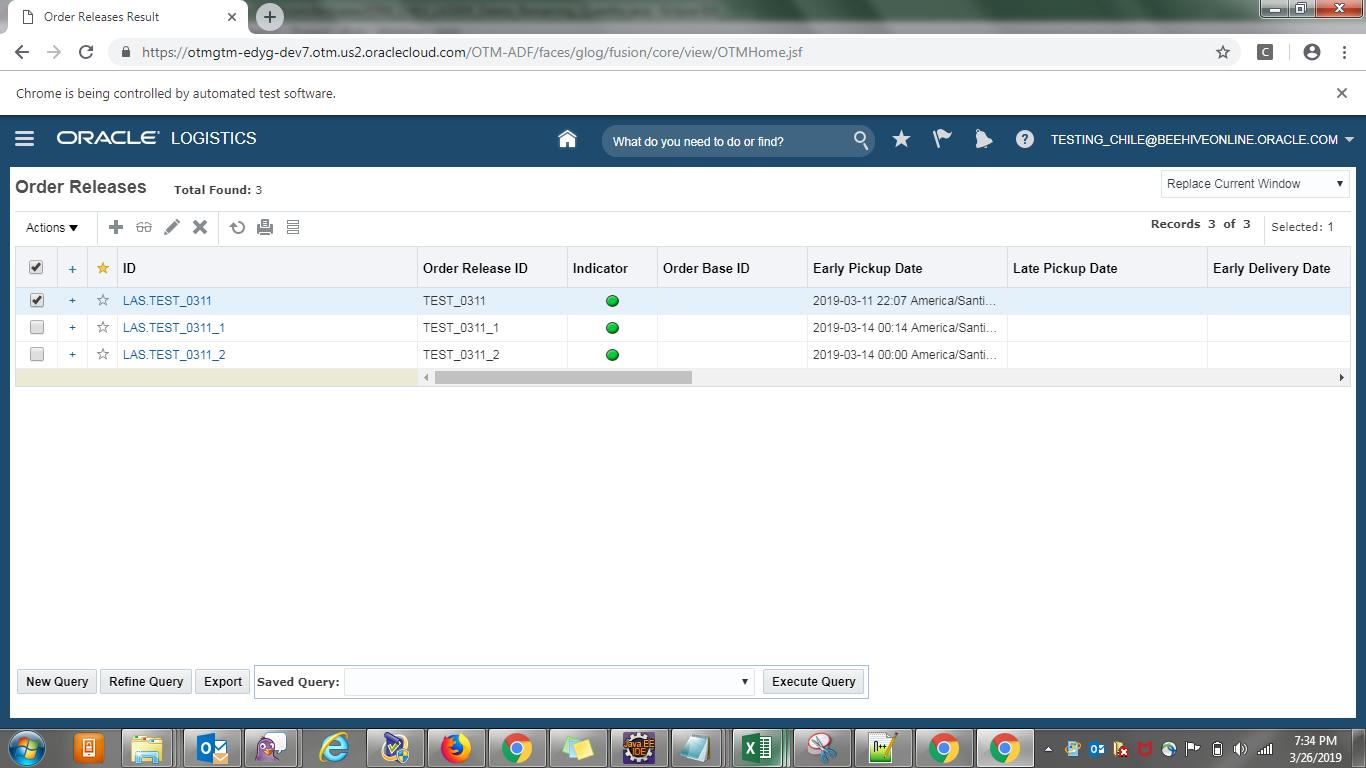 Order Releases Result
https://otmgtm-edyg-dev7.otm.us2.oraclecloud.com/OTM-ADF/faces/glog/fusion/core/view/OTMHome.jsf
C
Chrome is being controlled by automated test software.
ORACLE LOGISTICS What do you need to do or find? TESTING_CHILE@BEEHIVEONLINE.ORACLE.COM
Order Releases Total Found: 3 Replace Current Window
Actions Records 3 of 3 Selected: 1
ID Order Release ID Indicator Order Base ID Early Pickup Date Late Pickup Date Early Delivery Date
LAS.TEST_0311 TEST_0311 2019-03-11 22:07 America/Santi...
LAS.TEST_0311_1 TEST_0311_1 2019-03-14 00:14 America/Santi...
LAS.TEST_0311_2 TEST_0311_2 2019-03-14 00:00 America/Santi...
New Query Refine Query Export Saved Query: Execute Query
Java EE
IDE
7:34 PM
3/26/2019